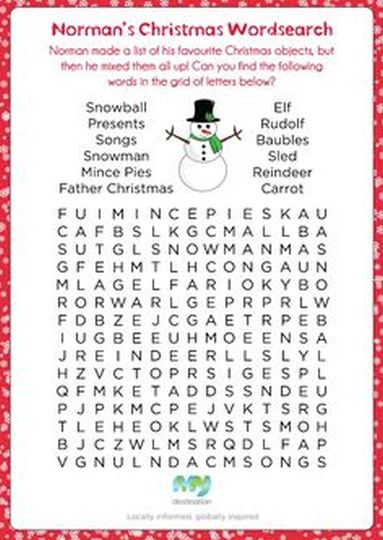 Norman's Christmas Wordsearch
Norman made a list of his favourite Christmas objects, but
then he mixed them all up! Can you find the following
words in the grid of letters below?
Snowball
Presents
Songs
Snowman
Mince Pies
Father Christmas
Elf
Rudolf
Baubles
Sled
Reindeer
Carrot
F U I M I N C E P I E S K A U
C A F B S L K G C M A L L B A
S U T G L S N O W M A N M A S
G F E H M T L H C O N G A U N
M L A G E L F A R I O K Y B O
R O R W A R L G E P R P R L W
F D B Z E J C G A E T R P E B
I U G B E E U H M O E E N S A
J R E I N D E E R L L S L Y L
H Z V C T O P R S I G E S P L
Q F M K E T A D D S S N D E U
P J P K M C P E J V K T S R G
T L E H E O K L W S T S M O H
B J C Z W L M S R Q D L F A P
V G N U L N D A C M S O N G S
My
destination
Locally informed, globally inspired